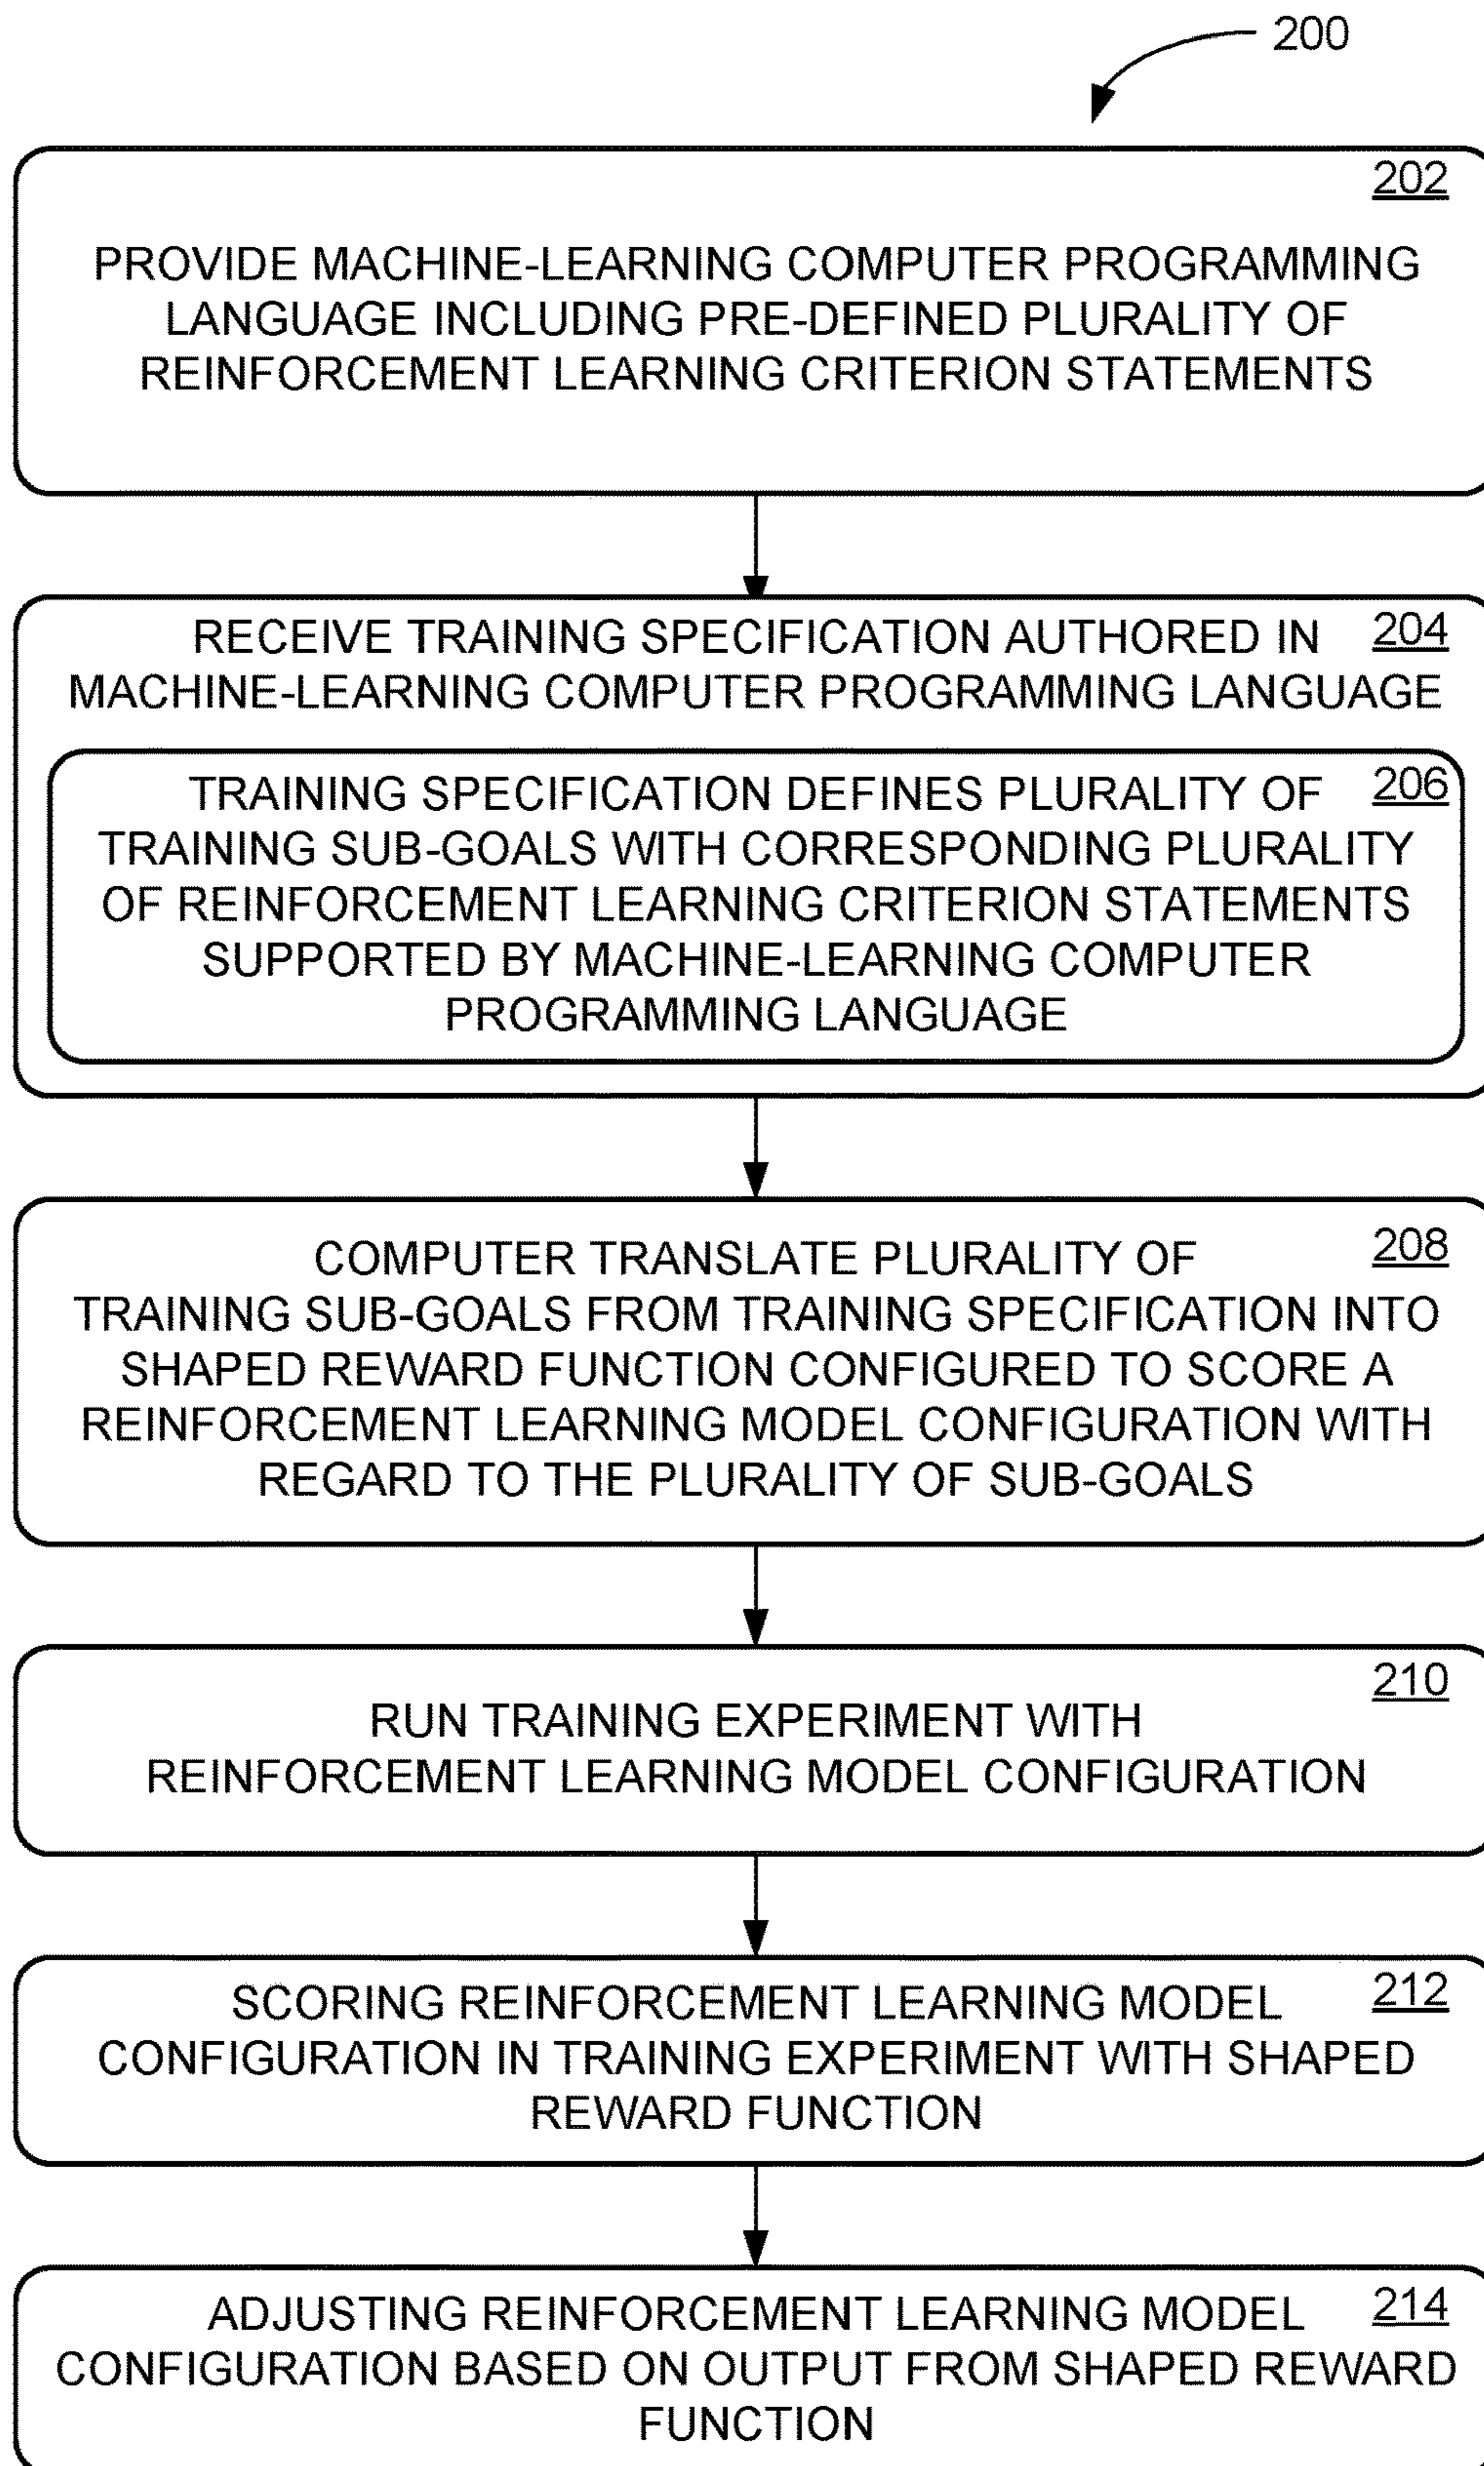 200
202
PROVIDE MACHINE-LEARNING COMPUTER PROGRAMMING
LANGUAGE INCLUDING PRE-DEFINED PLURALITY OF
REINFORCEMENT LEARNING CRITERION STATEMENTS
204
RECEIVE TRAINING SPECIFICATION AUTHORED IN
MACHINE-LEARNING COMPUTER PROGRAMMING LANGUAGE
206
TRAINING SPECIFICATION DEFINES PLURALITY OF
TRAINING SUB-GOALS WITH CORRESPONDING PLURALITY
OF REINFORCEMENT LEARNING CRITERION STATEMENTS
SUPPORTED BY MACHINE-LEARNING COMPUTER
PROGRAMMING LANGUAGE
208
COMPUTER TRANSLATE PLURALITY OF
TRAINING SUB-GOALS FROM TRAINING SPECIFICATION INTO
SHAPED REWARD FUNCTION CONFIGURED TO SCORE A
REINFORCEMENT LEARNING MODEL CONFIGURATION WITH
REGARD TO THE PLURALITY OF SUB-GOALS
210
RUN TRAINING EXPERIMENT WITH
REINFORCEMENT LEARNING MODEL CONFIGURATION
212
SCORING REINFORCEMENT LEARNING MODEL
CONFIGURATION IN TRAINING EXPERIMENT WITH SHAPED
REWARD FUNCTION
214
ADJUSTING REINFORCEMENT LEARNING MODEL
CONFIGURATION BASED ON OUTPUT FROM SHAPED REWARD
FUNCTION